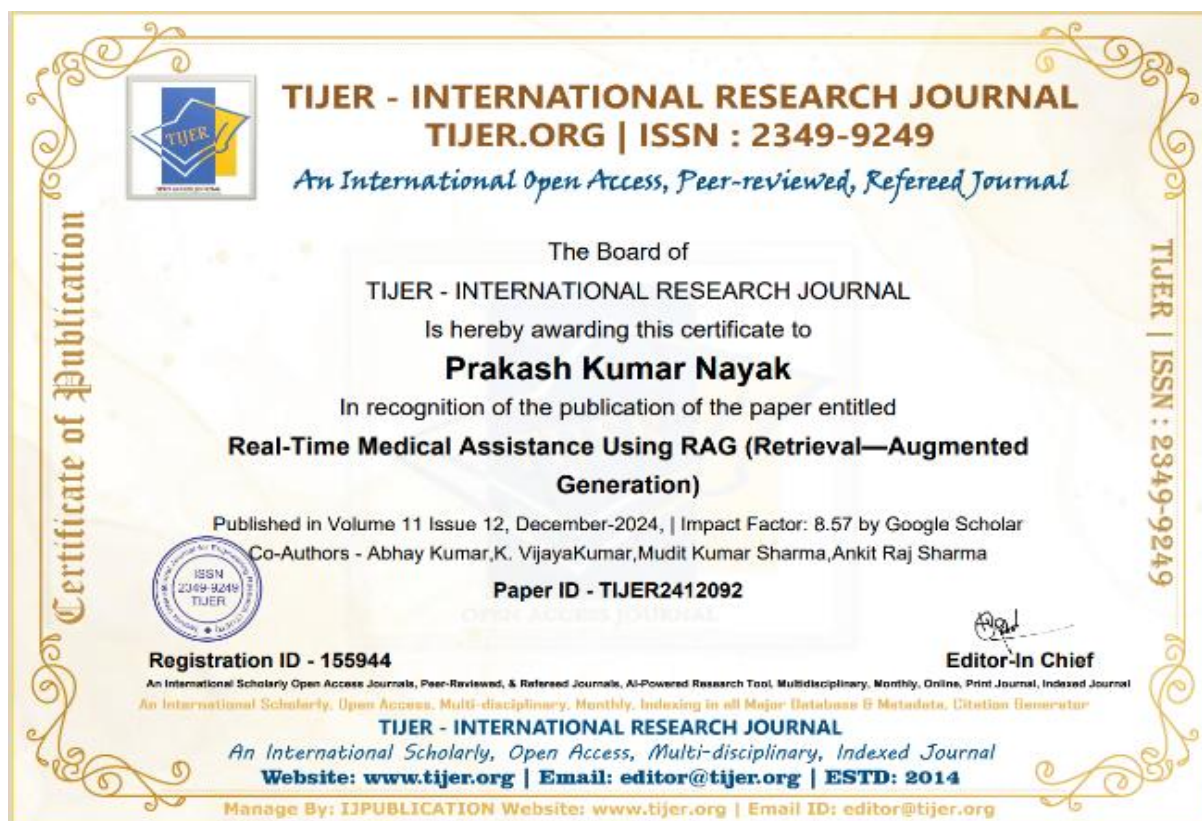 TIJER
OPEN ACCESS JOURNAL
TIJER - INTERNATIONAL RESEARCH JOURNAL
TIJER.ORG | ISSN : 2349-9249
An International Open Access, Peer-reviewed, Refereed Journal
Certificate of Publication
TIJER | ISSN : 2349-9249
The Board of
TIJER - INTERNATIONAL RESEARCH JOURNAL
Is hereby awarding this certificate to
Prakash Kumar Nayak
In recognition of the publication of the paper entitled
Real-Time Medical Assistance Using RAG (Retrieval—Augmented
Generation)
Published in Volume 11 Issue 12, December-2024, | Impact Factor: 8.57 by Google Scholar
Co-Authors - Abhay Kumar,K. VijayaKumar,Mudit Kumar Sharma,Ankit Raj Sharma
Paper ID - TIJER2412092
OPEN ACCESS JOURNAL
ISSN
2349-9249
TIJER
Registration ID - 155944
Editor-In Chief
An International Scholarly Open Access Journals, Peer-Reviewed, & Refereed Journals, AI-Powered Research Tool, Multidisciplinary, Monthly, Online, Print Journal, Indexed Journal
An International Scholarly, Open Access, Multi-disciplinary, Monthly, Indexing in all Major Database & Metadata, Citation Generator
TIJER - INTERNATIONAL RESEARCH JOURNAL
An International Scholarly, Open Access, Multi-disciplinary, Indexed Journal
Website: www.tijer.org | Email: editor@tijer.org | ESTD: 2014
Manage By: IJPUBLICATION Website: www.tijer.org | Email ID: editor@tijer.org